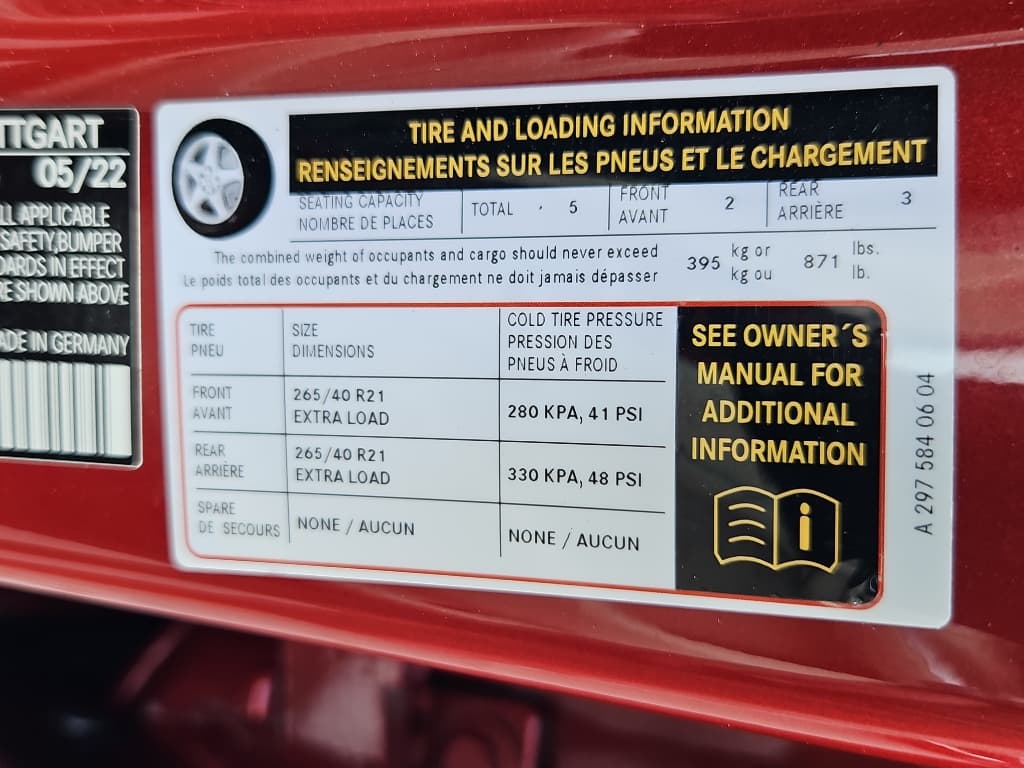 TTGART
05/22
LL APPLICABLE
SAFETY,BUMPER
DARDS IN EFFECT
RE SHOWN ABOVE
ADE IN GERMANY
TIRE AND LOADING INFORMATION
RENSEIGNEMENTS SUR LES PNEUS ET LE CHARGEMENT
SEATING CAPACITY
NOMBRE DE PLACES
TOTAL · 5
FRONT
AVANT
2
REAR
ARRIÈRE
3
The combined weight of occupants and cargo should never exceed
Le poids total des occupants et du chargement ne doit jamais dépasser
395
kg or
kg ou
871
lbs.
lb.
TIRE
PNEU
SIZE
DIMENSIONS
COLD TIRE PRESSURE
PRESSION DES
PNEUS À FROID
FRONT
AVANT
265/40 R21
EXTRA LOAD
280 KPA, 41 PSI
REAR
ARRIÈRE
265/40 R21
EXTRA LOAD
330 KPA, 48 PSI
SPARE
DE SECOURS
NONE / AUCUN
NONE / AUCUN
SEE OWNER´S
MANUAL FOR
ADDITIONAL
INFORMATION
i
A 297 584 06 04